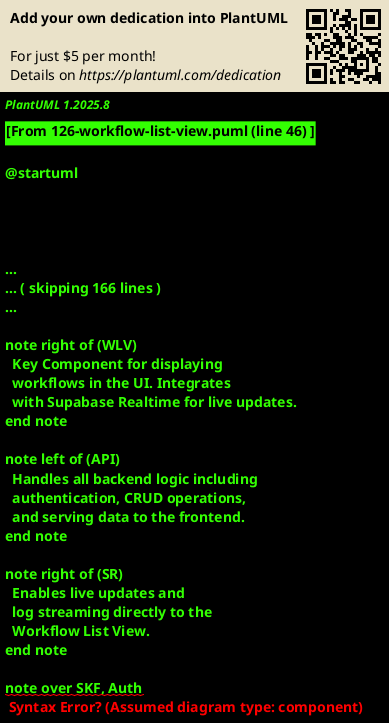 Add your own dedication into PlantUML
For just $5 per month!
Details on https://plantuml.com/dedication
PlantUML 1.2025.8
[From 126-workflow-list-view.puml (line 46) ]
@startuml
...
... ( skipping 166 lines )
...
note right of (WLV)
Key Component for displaying
workflows in the UI. Integrates
with Supabase Realtime for live updates.
end note
note left of (API)
Handles all backend logic including
authentication, CRUD operations,
and serving data to the frontend.
end note
note right of (SR)
Enables live updates and
log streaming directly to the
Workflow List View.
end note
note over SKF, Auth
Syntax Error? (Assumed diagram type: component)